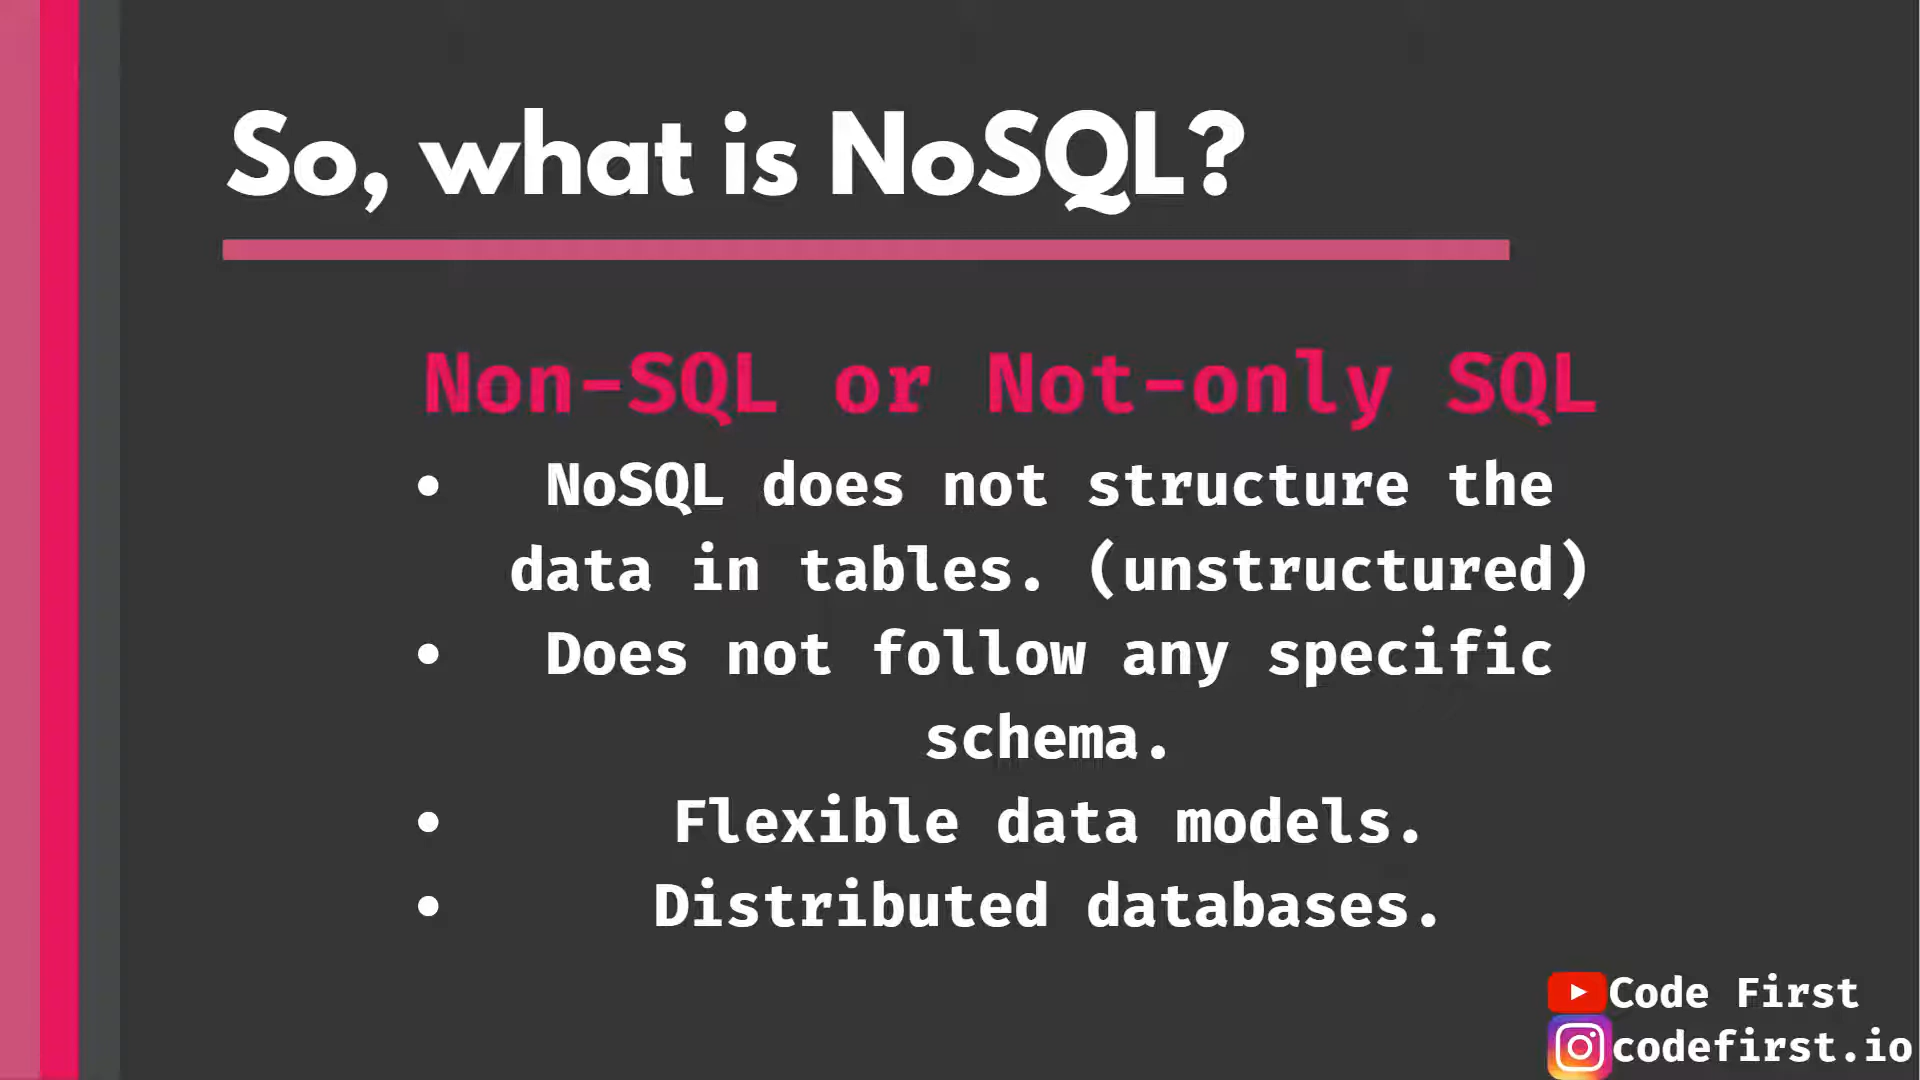 So, what is NoSQL?
Non-SQL or Not-only SQL
• NoSQL does not structure the
data in tables. (unstructured)
• Does not follow any specific
schema.
• Flexible data models.
• Distributed databases.
Code First
codefirst.io